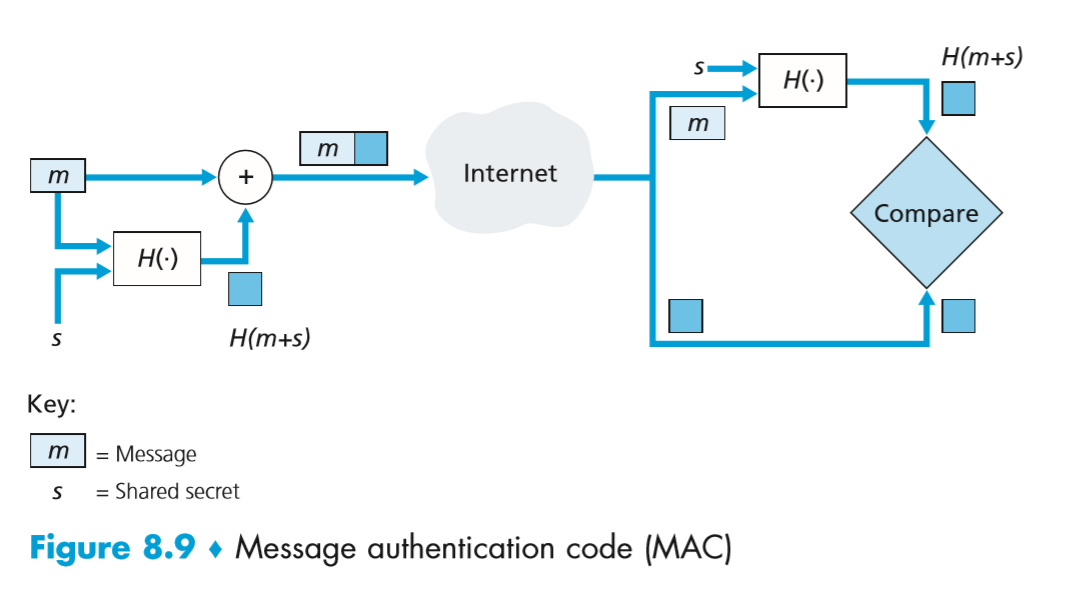 m
+
m
H(·)
s
H(m+s)
Internet
s
H(·)
H(m+s)
m
Compare
Key:
m = Message
s = Shared secret
Figure 8.9 ♦ Message authentication code (MAC)